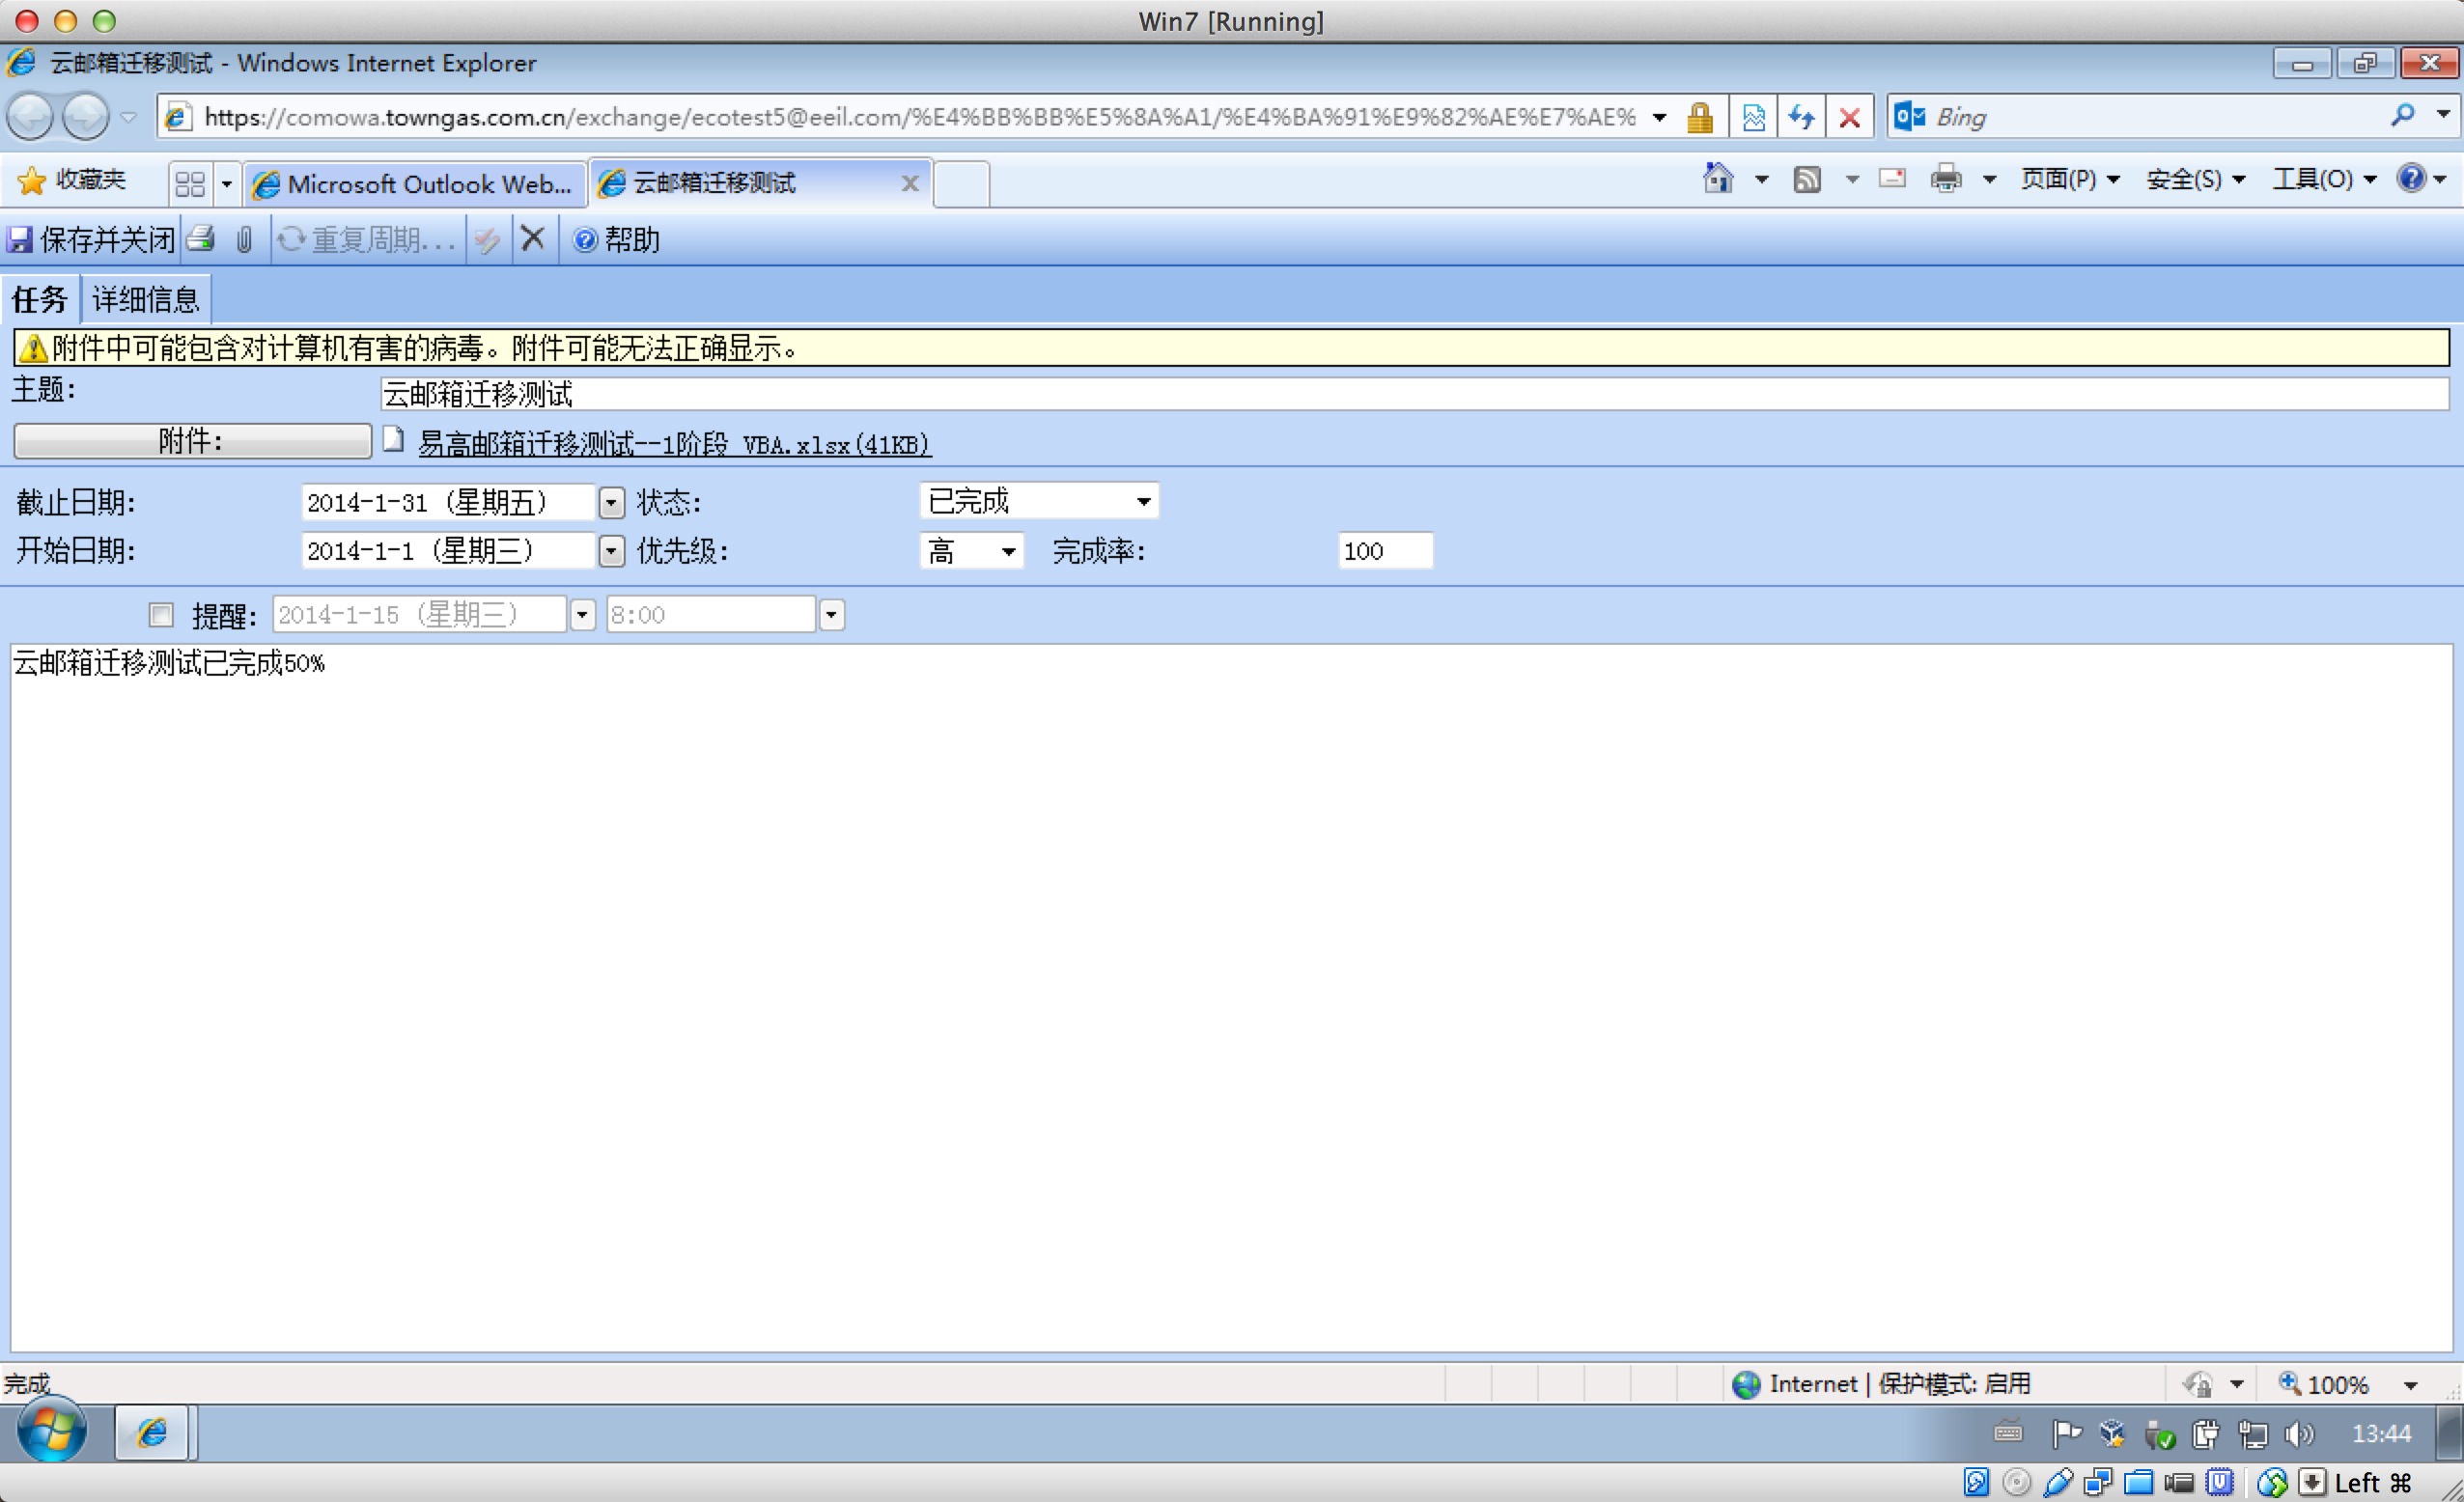 Win7 [Running]
云邮箱迁移测试 - Windows Internet Explorer
https://comowa.towngas.com.cn/exchange/ecotest5@eeil.com/%E4%BB%BB%E5%8A%A1/%E4%BA%91%E9%82%AE%E7%AE%
Bing
收藏夹
Microsoft Outlook Web...
云邮箱迁移测试
页面(P)
安全(S)
工具(O)
保存并关闭
重复周期...
帮助
任务
详细信息
附件中可能包含对计算机有害的病毒。附件可能无法正确显示。
主题:
云邮箱迁移测试
附件:
易高邮箱迁移测试--1阶段 VBA.xlsx(41KB)
截止日期:
2014-1-31 (星期五)
状态:
已完成
开始日期:
2014-1-1 (星期三)
优先级:
高
完成率:
100
提醒:
2014-1-15 (星期三)
8:00
云邮箱迁移测试已完成50%
完成
Internet | 保护模式: 启用
100%
13:44
Left ⌘